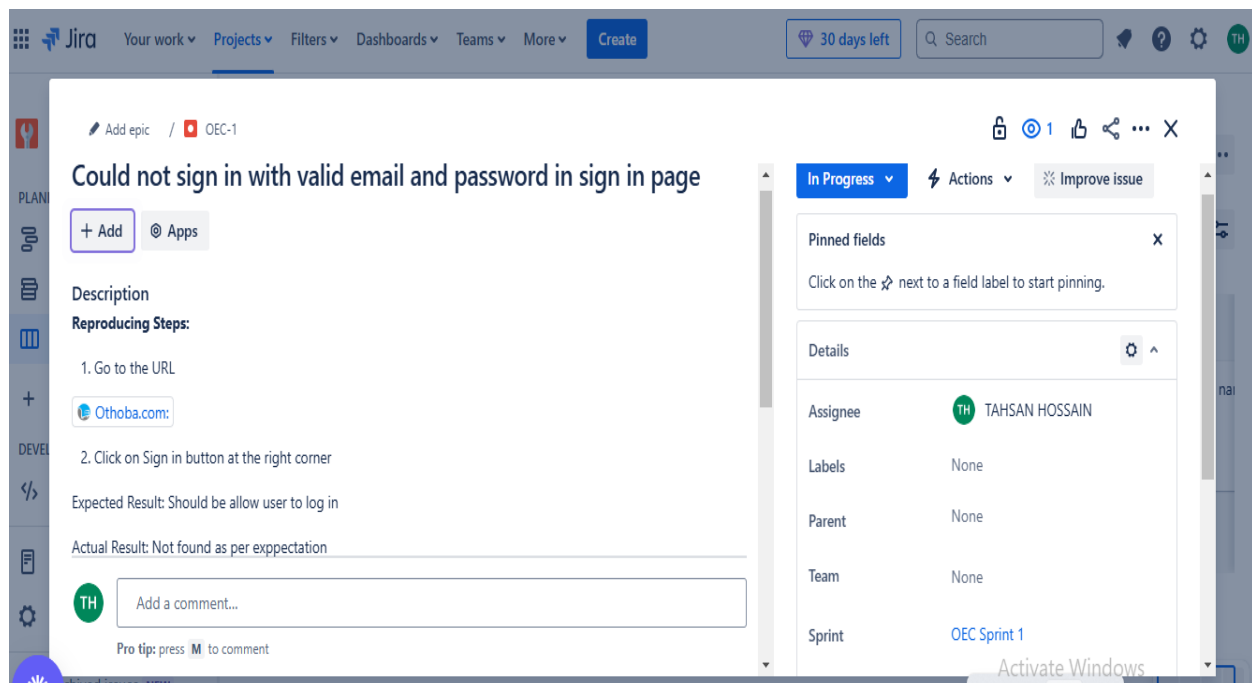 Jira Your work Projects Filters Dashboards Teams More Create 30 days left Search TH
Add epic / OEC-1 1
Could not sign in with valid email and password in sign in page
+ Add Apps
Description
Reproducing Steps:
1. Go to the URL
Othoba.com:
2. Click on Sign in button at the right corner
Expected Result: Should be allow user to log in
Actual Result: Not found as per exppectation
TH Add a comment...
Pro tip: press M to comment
In Progress Actions Improve issue
Pinned fields
Click on the next to a field label to start pinning.
Details
Assignee TH TAHSAN HOSSAIN
Labels None
Parent None
Team None
Sprint OEC Sprint 1
Activate Windows
PLANI
DEVEL
nai